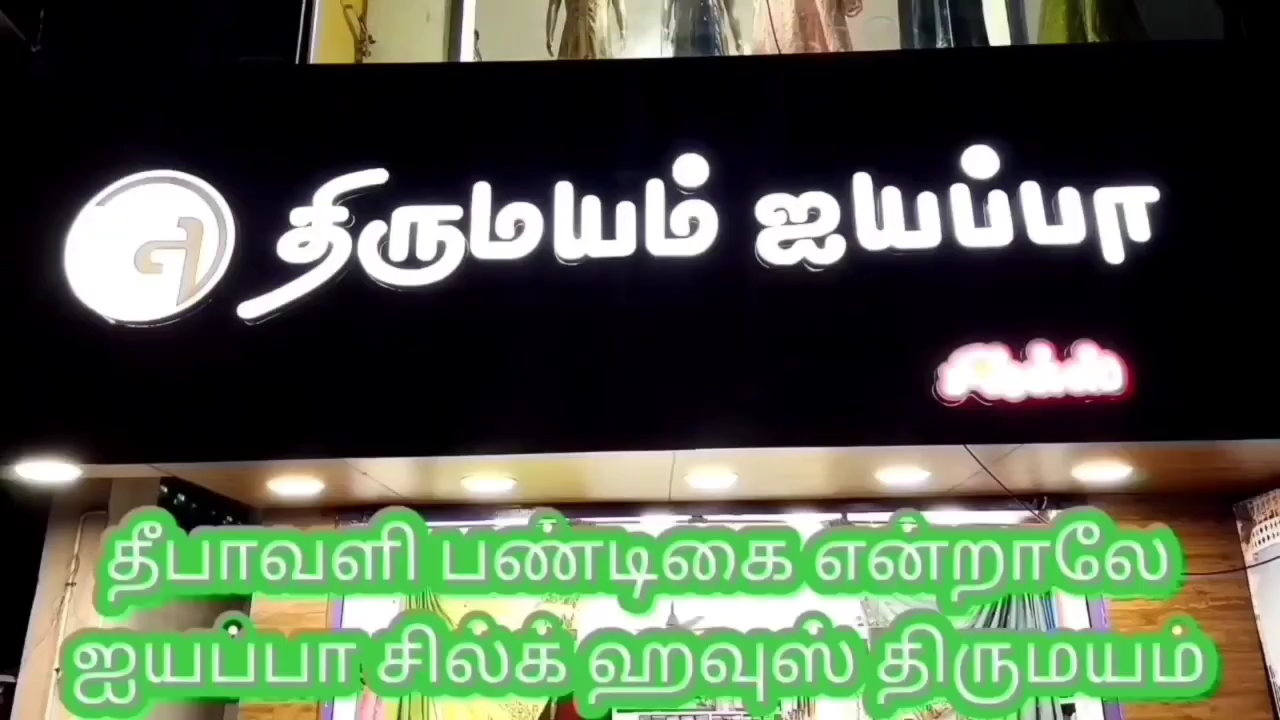 திருமயம் ஐயப்பா
சில்க்ஸ்
தீபாவளி பண்டிகை என்றாலே
ஐயப்பா சில்க் ஹவுஸ் திருமயம்